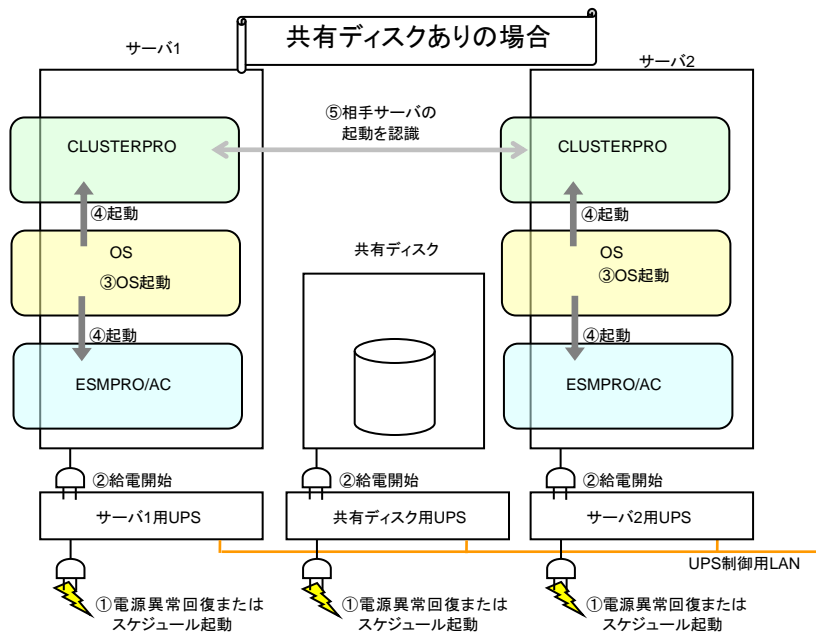 共有ディスクありの場合
サーバ1
サーバ2
⑤相手サーバの
起動を認識
CLUSTERPRO
CLUSTERPRO
④起動
④起動
OS
③OS起動
共有ディスク
OS
③OS起動
④起動
④起動
ESMPRO/AC
ESMPRO/AC
②給電開始
②給電開始
②給電開始
サーバ1用UPS
共有ディスク用UPS
サーバ2用UPS
UPS制御用LAN
①電源異常回復または
スケジュール起動
①電源異常回復または
スケジュール起動
①電源異常回復または
スケジュール起動